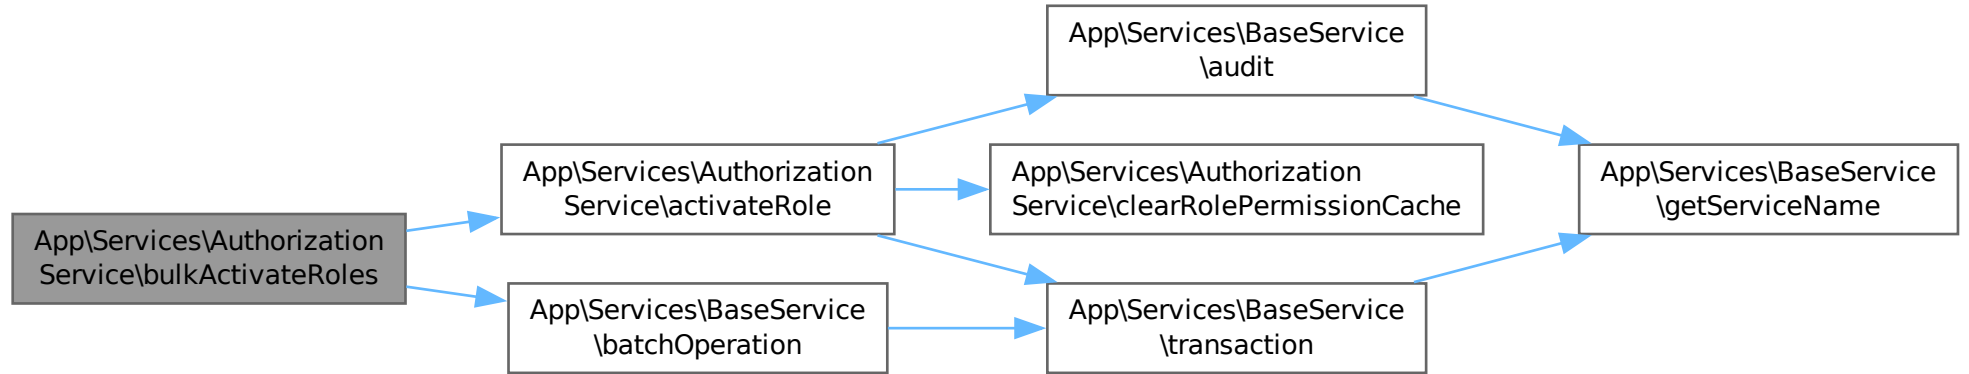 App\Services\Authorization
Service\bulkActivateRoles
App\Services\Authorization
Service\activateRole
App\Services\BaseService
\batchOperation
App\Services\BaseService
\audit
App\Services\Authorization
Service\clearRolePermissionCache
App\Services\BaseService
\transaction
App\Services\BaseService
\getServiceName